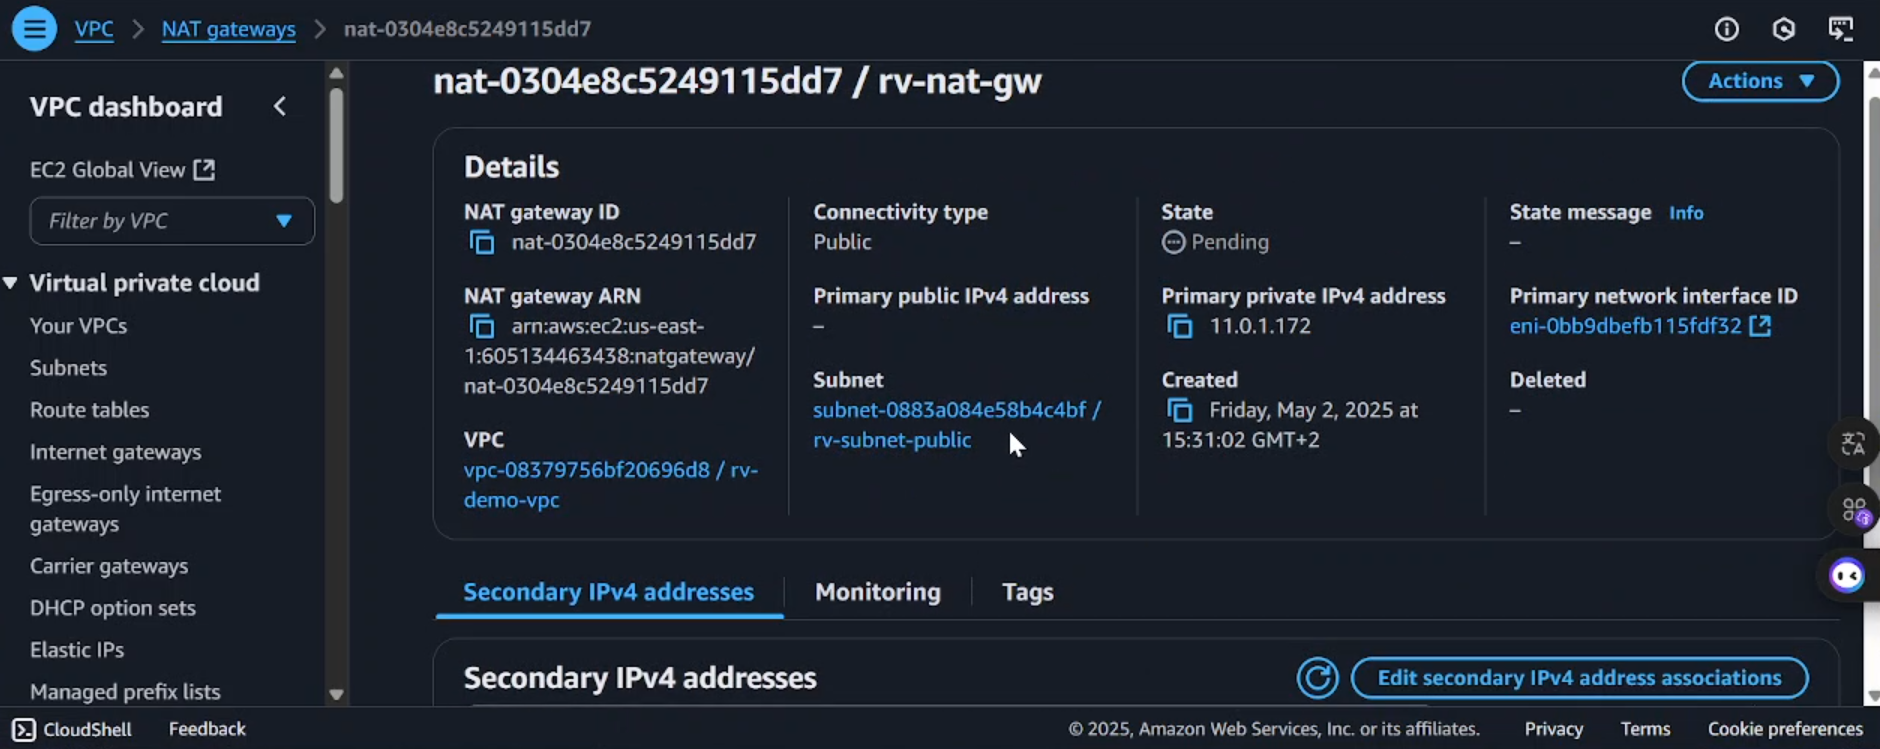 VPC > NAT gateways > nat-0304e8c5249115dd7
VPC dashboard
EC2 Global View
Filter by VPC
Virtual private cloud
Your VPCs
Subnets
Route tables
Internet gateways
Egress-only internet
gateways
Carrier gateways
DHCP option sets
Elastic IPs
Managed prefix lists
nat-0304e8c5249115dd7 / rv-nat-gw
Actions
Details
NAT gateway ID
nat-0304e8c5249115dd7
NAT gateway ARN
arn:aws:ec2:us-east-
1:605134463438:natgateway/
nat-0304e8c5249115dd7
VPC
vpc-08379756bf20696d8 / rv-
demo-vpc
Connectivity type
Public
Primary public IPv4 address
–
Subnet
subnet-0883a084e58b4c4bf /
rv-subnet-public
State
Pending
Primary private IPv4 address
11.0.1.172
Created
Friday, May 2, 2025 at
15:31:02 GMT+2
State message Info
–
Primary network interface ID
eni-0bb9dbefb115fdf32
Deleted
–
Secondary IPv4 addresses
Monitoring
Tags
Secondary IPv4 addresses
Edit secondary IPv4 address associations
CloudShell Feedback © 2025, Amazon Web Services, Inc. or its affiliates. Privacy Terms Cookie preferences